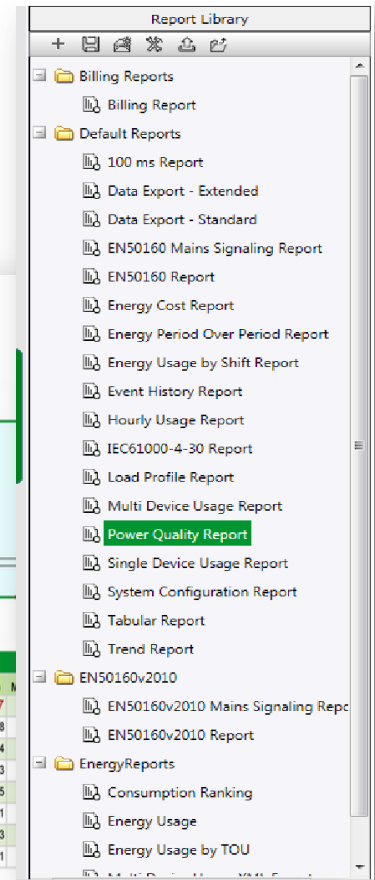 Report Library
Billing Reports
Billing Report
Default Reports
100 ms Report
Data Export - Extended
Data Export - Standard
EN50160 Mains Signaling Report
EN50160 Report
Energy Cost Report
Energy Period Over Period Report
Energy Usage by Shift Report
Event History Report
Hourly Usage Report
IEC61000-4-30 Report
Load Profile Report
Multi Device Usage Report
Power Quality Report
Single Device Usage Report
System Configuration Report
Tabular Report
Trend Report
EN50160v2010
EN50160v2010 Mains Signaling Repo
EN50160v2010 Report
EnergyReports
Consumption Ranking
Energy Usage
Energy Usage by TOU